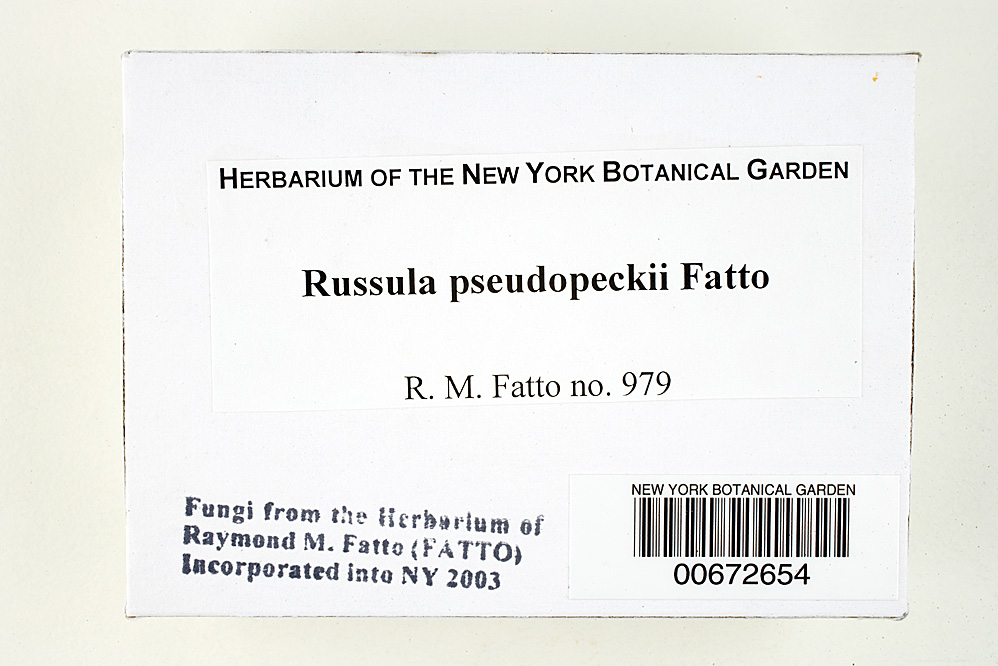 HERBARIUM OF THE NEW YORK BOTANICAL GARDEN
Russula pseudopeckii Fatto
R. M. Fatto no. 979
Fungi from the Herbarium of
Raymond M. Fatto (FATTO)
Incorporated into NY 2003
NEW YORK BOTANICAL GARDEN
00672654